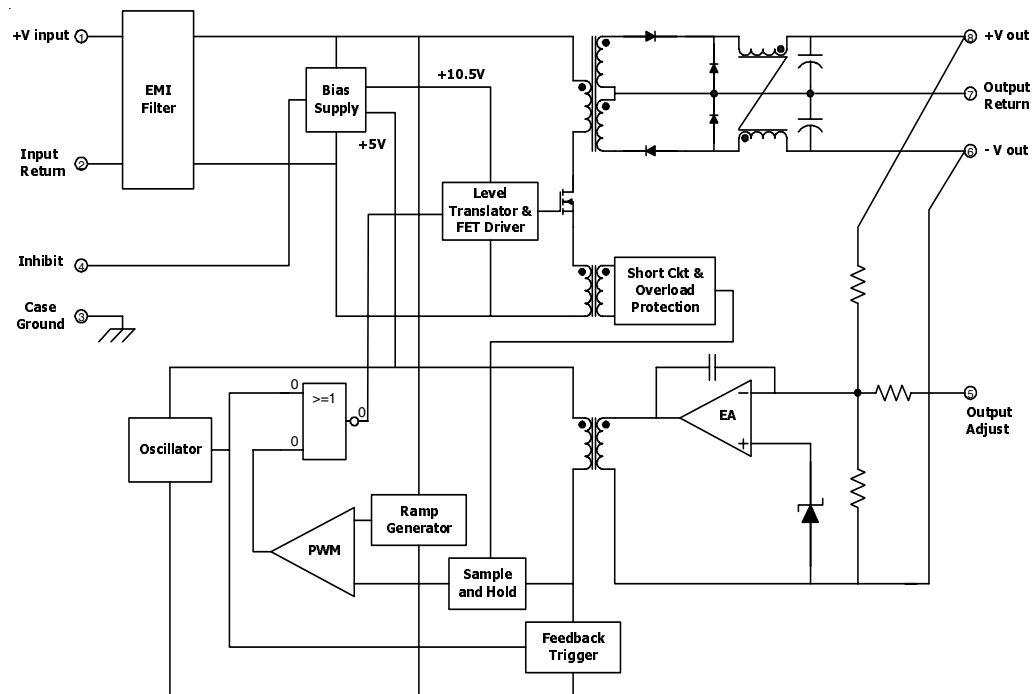 +V input
1
EMI
Filter
Bias
Supply
+10.5V
+5V
8
+V out
7
Output
Return
6
- V out
Input
Return
2
Level
Translator &
FET Driver
Inhibit
4
Short Ckt &
Overload
Protection
Case
Ground
3
0
>=1
0
0
EA
5
Output
Adjust
Oscillator
Ramp
Generator
PWM
Sample
and Hold
Feedback
Trigger